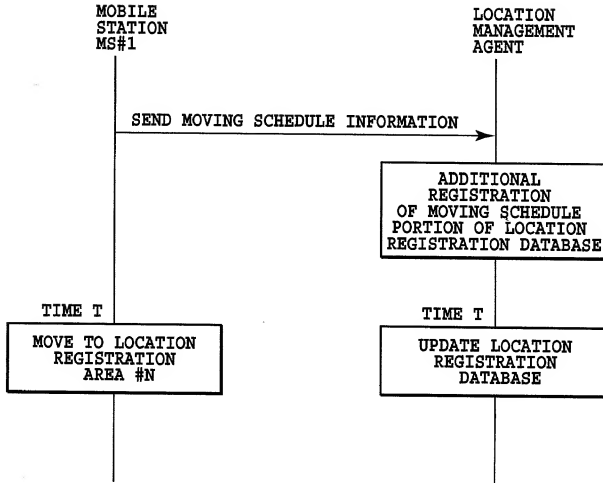 MOBILE
STATION
MS#1
LOCATION
MANAGEMENT
AGENT
SEND MOVING SCHEDULE INFORMATION
ADDITIONAL
REGISTRATION
OF MOVING SCHEDULE
PORTION OF LOCATION
REGISTRATION DATABASE
TIME T
MOVE TO LOCATION
REGISTRATION
AREA #N
TIME T
UPDATE LOCATION
REGISTRATION
DATABASE